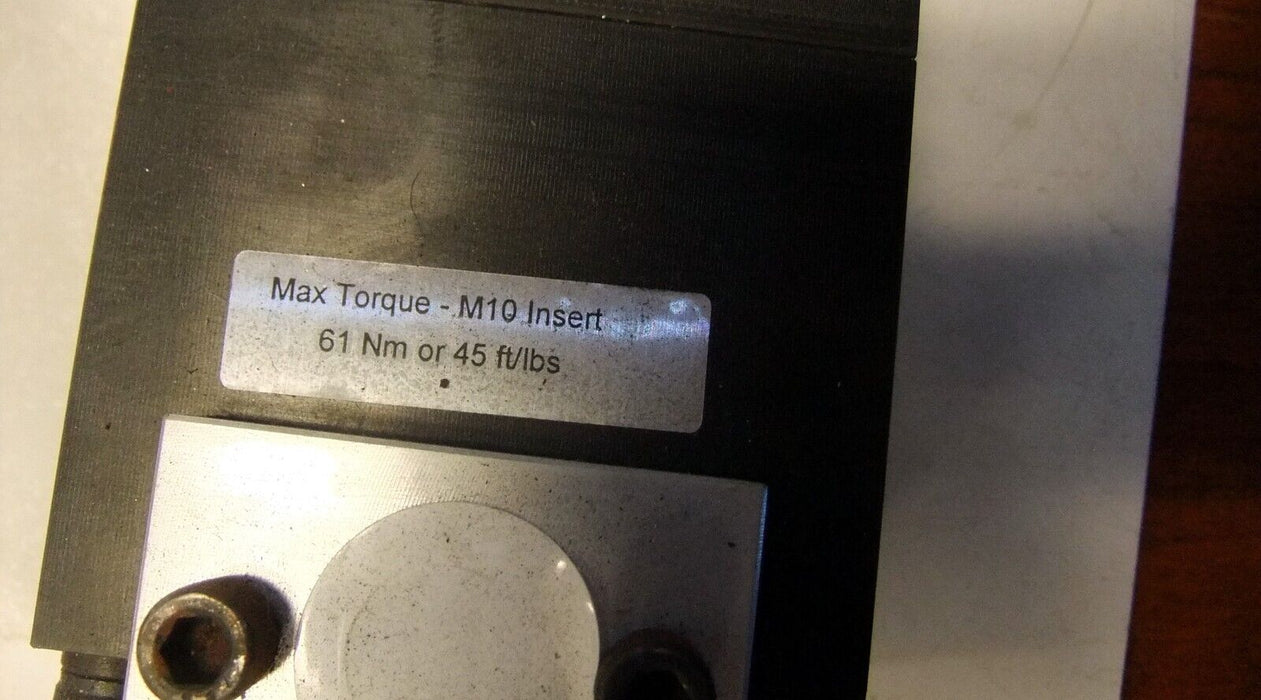 Max Torque - M10 Insert
61 Nm or 45 ft/lbs